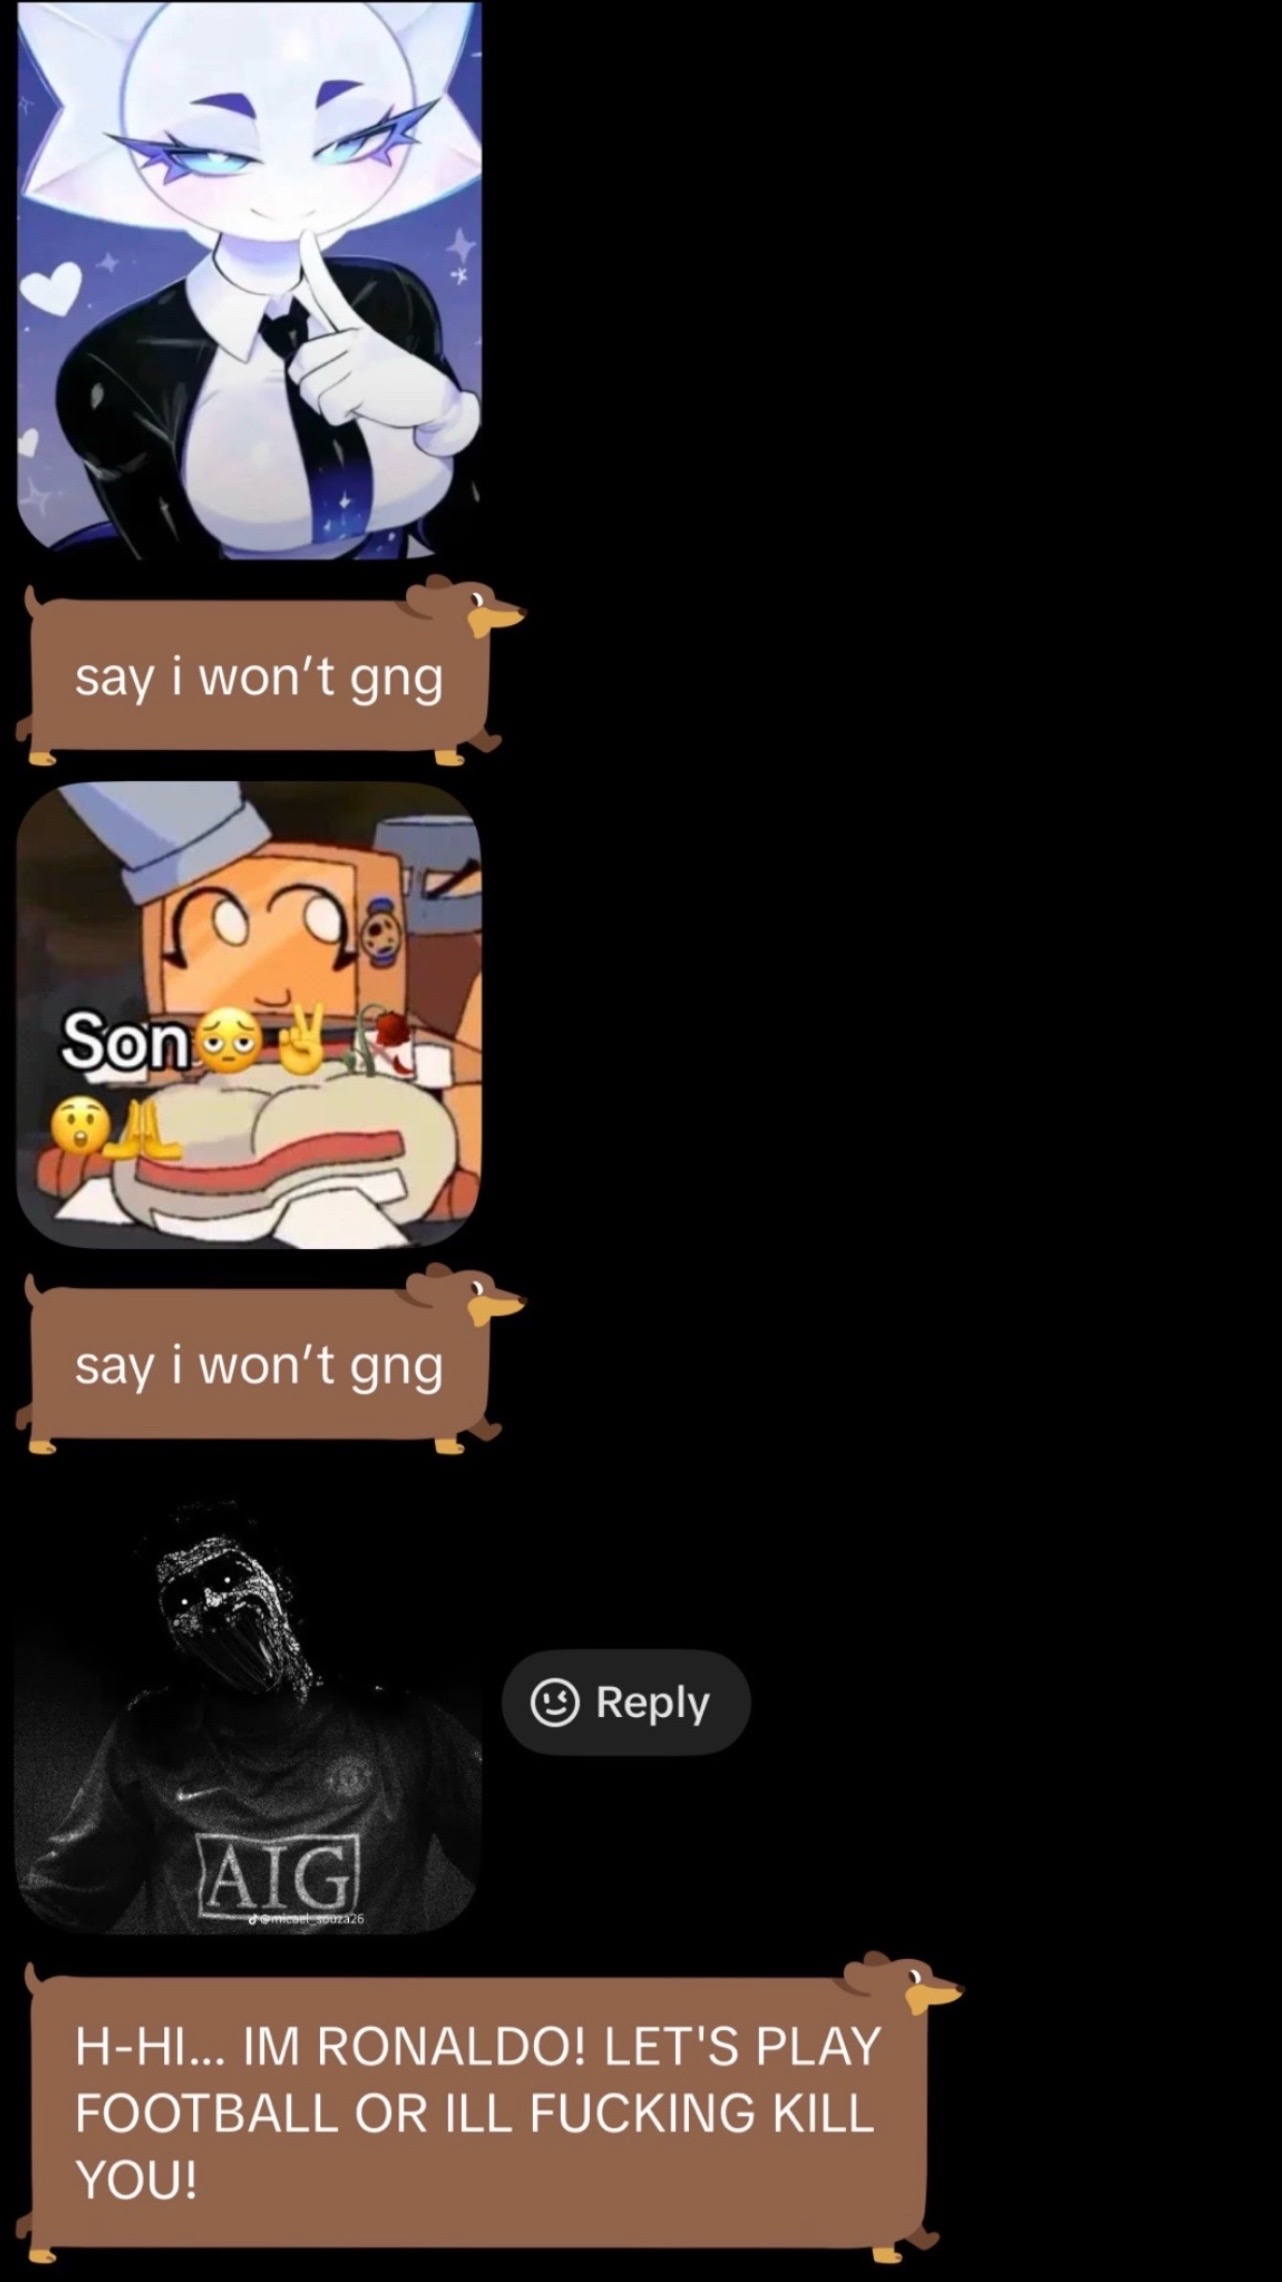 say i won't gng
Son😔✌️🥀
😲🙏
say i won't gng
AIG
@micael_souza26
Reply
H-HI... IM RONALDO! LET'S PLAY
FOOTBALL OR ILL FUCKING KILL
YOU!